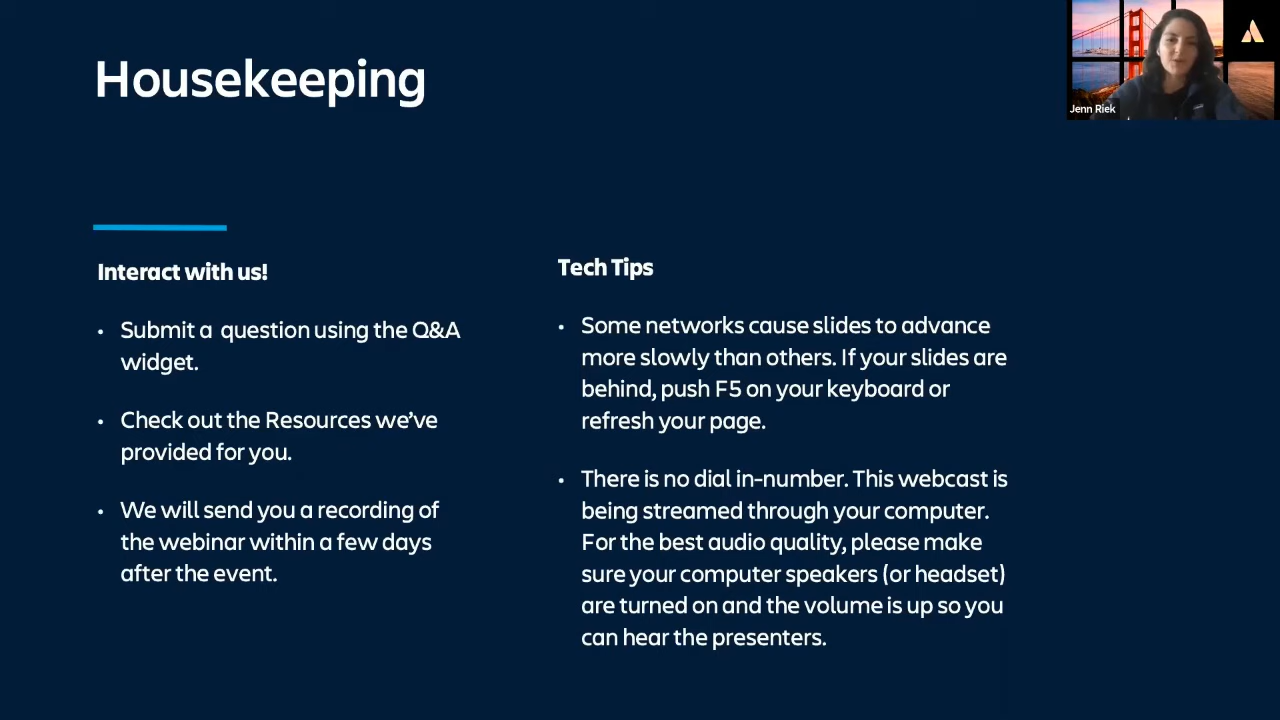 Housekeeping
Jenn Riek
Interact with us!
• Submit a  question using the Q&A
widget.
• Check out the Resources we've
provided for you.
• We will send you a recording of
the webinar within a few days
after the event.
Tech Tips
• Some networks cause slides to advance
more slowly than others. If your slides are
behind, push F5 on your keyboard or
refresh your page.
• There is no dial in-number. This webcast is
being streamed through your computer.
For the best audio quality, please make
sure your computer speakers (or headset)
are turned on and the volume is up so you
can hear the presenters.